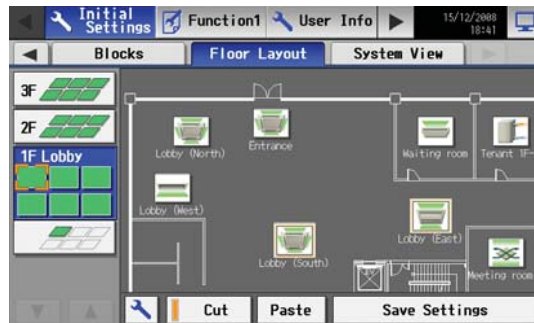 Initial
Settings
Function1
User Info
15/12/2008
18:41
Blocks
Floor Layout
System View
3F
2F
1F Lobby
Lobby (North)
Entrance
Waiting room
Tenant 1F-
Lobby (West)
Lobby (South)
Lobby (East)
Meeting room
Cut
Paste
Save Settings